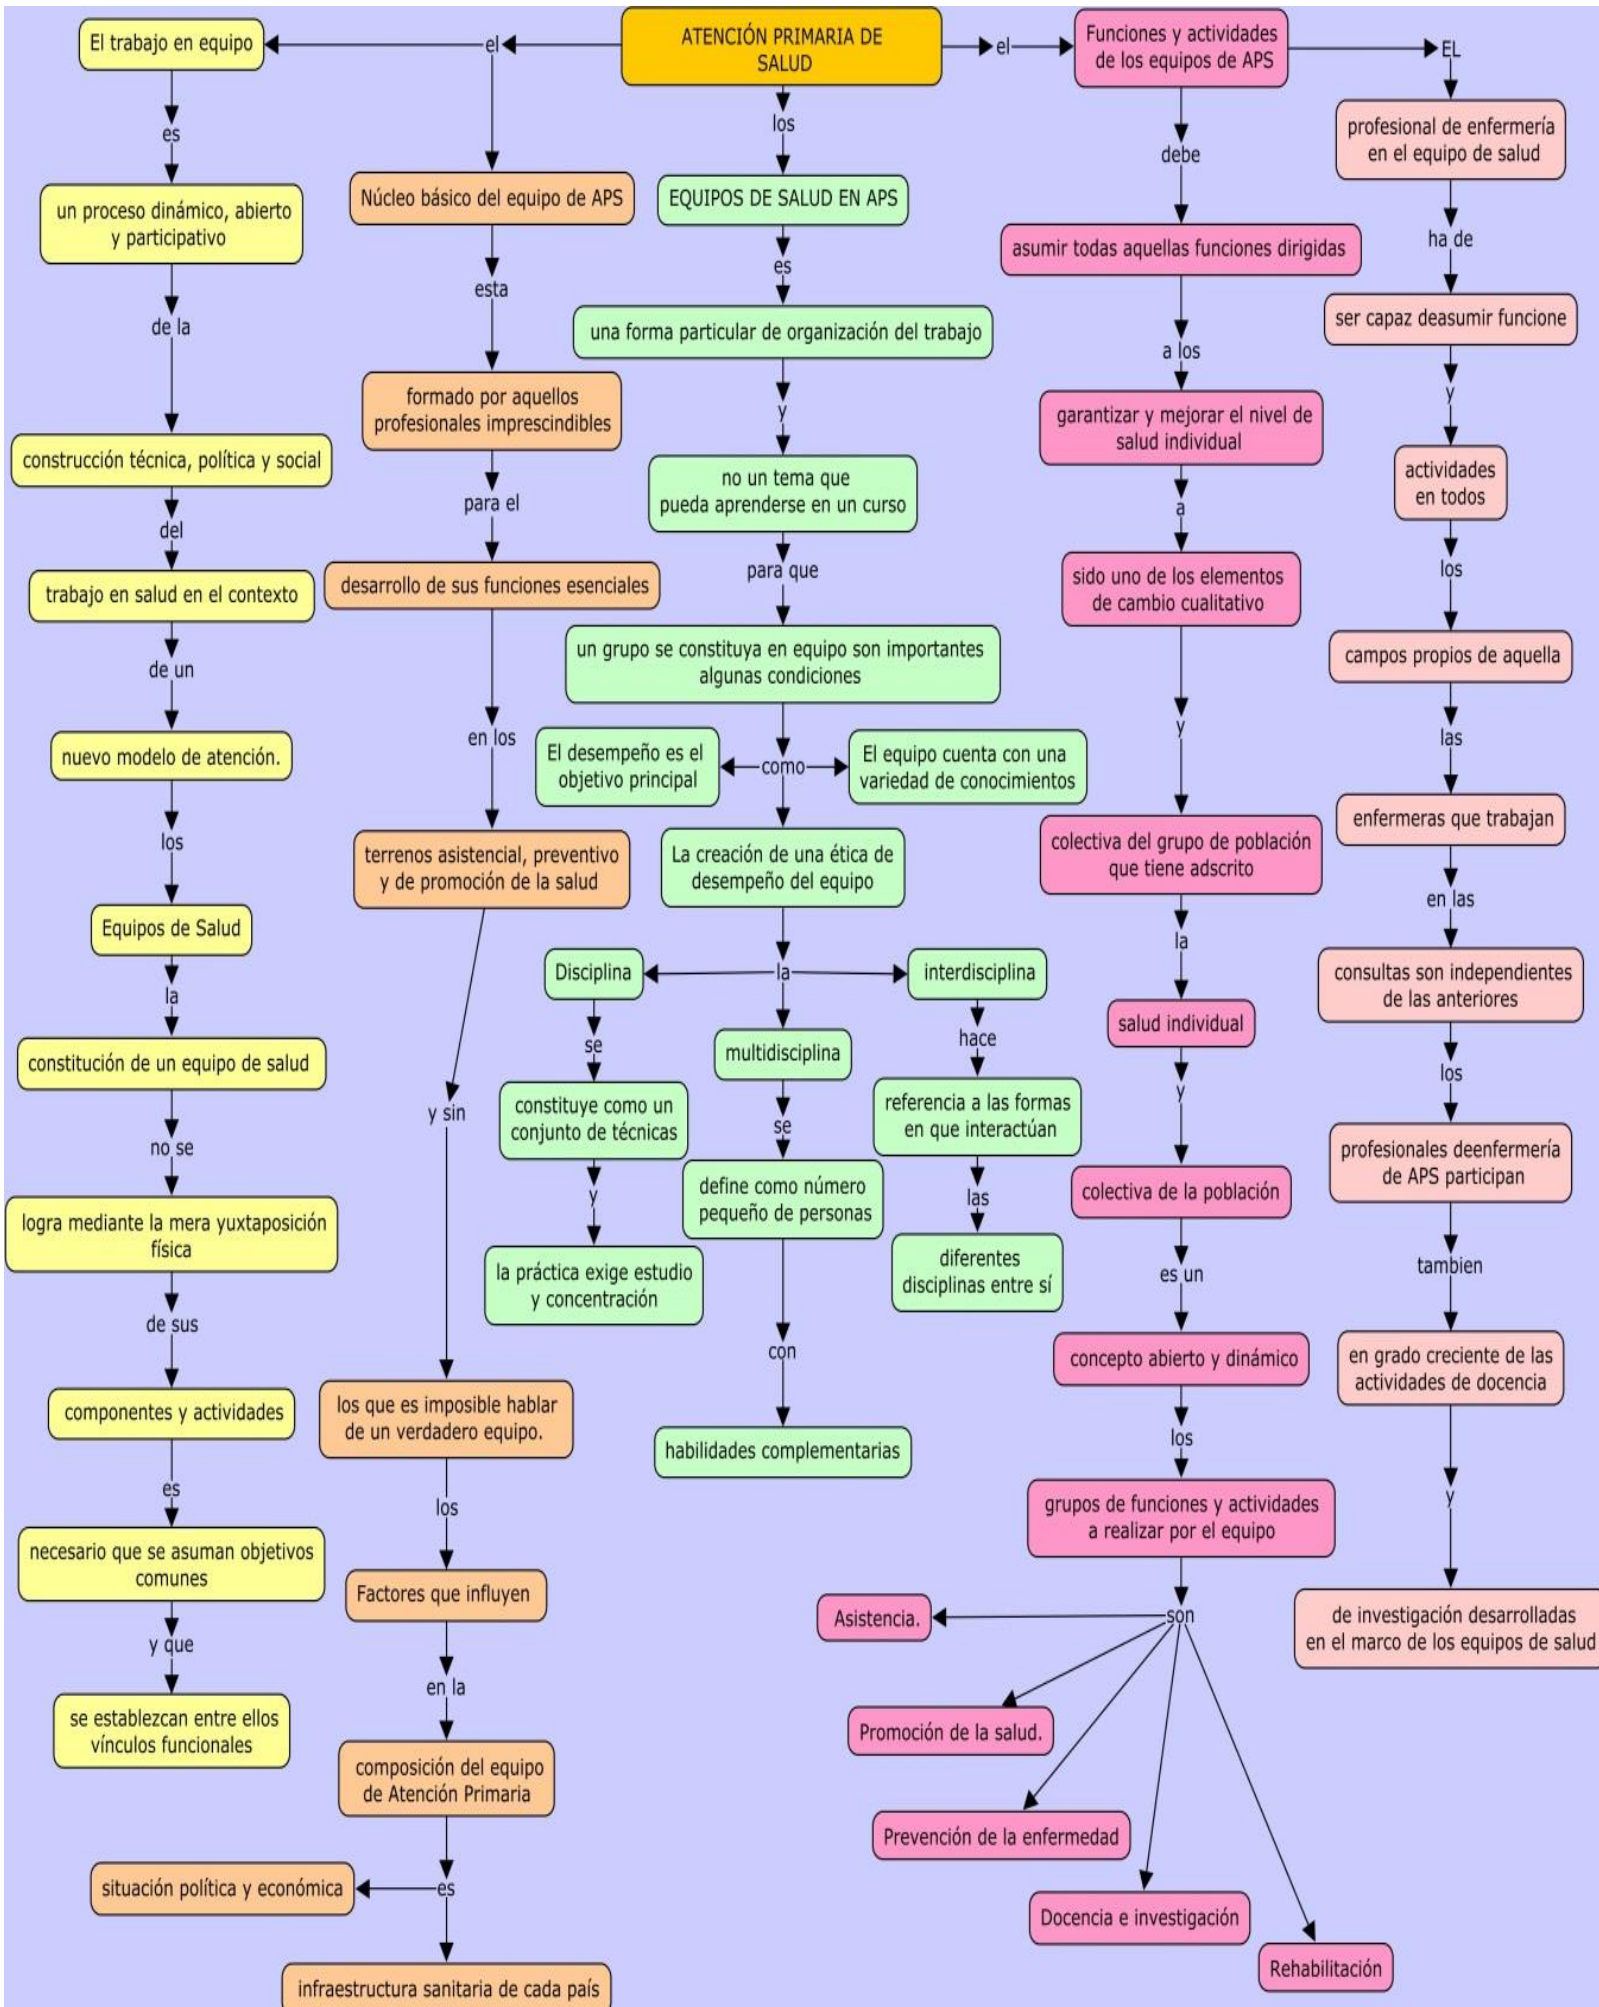 ATENCIÓN PRIMARIA DE
SALUD
el
El trabajo en equipo
es
un proceso dinámico, abierto
y participativo
de la
construcción técnica, política y social
del
trabajo en salud en el contexto
de un
nuevo modelo de atención.
los
Equipos de Salud
la
constitución de un equipo de salud
no se
logra mediante la mera yuxtaposición
física
de sus
componentes y actividades
es
necesario que se asuman objetivos
comunes
y que
se establezcan entre ellos
vínculos funcionales
Núcleo básico del equipo de APS
esta
formado por aquellos
profesionales imprescindibles
para el
desarrollo de sus funciones esenciales
en los
terrenos asistencial, preventivo
y de promoción de la salud
y sin
los que es imposible hablar
de un verdadero equipo.
los
Factores que influyen
en la
composición del equipo
de Atención Primaria
es
situación política y económica
infraestructura sanitaria de cada país
los
EQUIPOS DE SALUD EN APS
es
una forma particular de organización del trabajo
y
no un tema que
pueda aprenderse en un curso
para que
un grupo se constituya en equipo son importantes
algunas condiciones
como
El desempeño es el
objetivo principal
El equipo cuenta con una
variedad de conocimientos
La creación de una ética de
desempeño del equipo
la
Disciplina
se
constituye como un
conjunto de técnicas
y
la práctica exige estudio
y concentración
multidisciplina
se
define como número
pequeño de personas
con
habilidades complementarias
interdisciplina
hace
referencia a las formas
en que interactúan
las
diferentes
disciplinas entre sí
el
Funciones y actividades
de los equipos de APS
debe
asumir todas aquellas funciones dirigidas
a los
garantizar y mejorar el nivel de
salud individual
a
sido uno de los elementos
de cambio cualitativo
y
colectiva del grupo de población
que tiene adscrito
la
salud individual
y
colectiva de la población
es un
concepto abierto y dinámico
los
grupos de funciones y actividades
a realizar por el equipo
son
Asistencia.
Promoción de la salud.
Prevención de la enfermedad
Docencia e investigación
Rehabilitación
EL
profesional de enfermería
en el equipo de salud
ha de
ser capaz deasumir funcione
y
actividades
en todos
los
campos propios de aquella
las
enfermeras que trabajan
en las
consultas son independientes
de las anteriores
los
profesionales deenfermería
de APS participan
tambien
en grado creciente de las
actividades de docencia
y
de investigación desarrolladas
en el marco de los equipos de salud